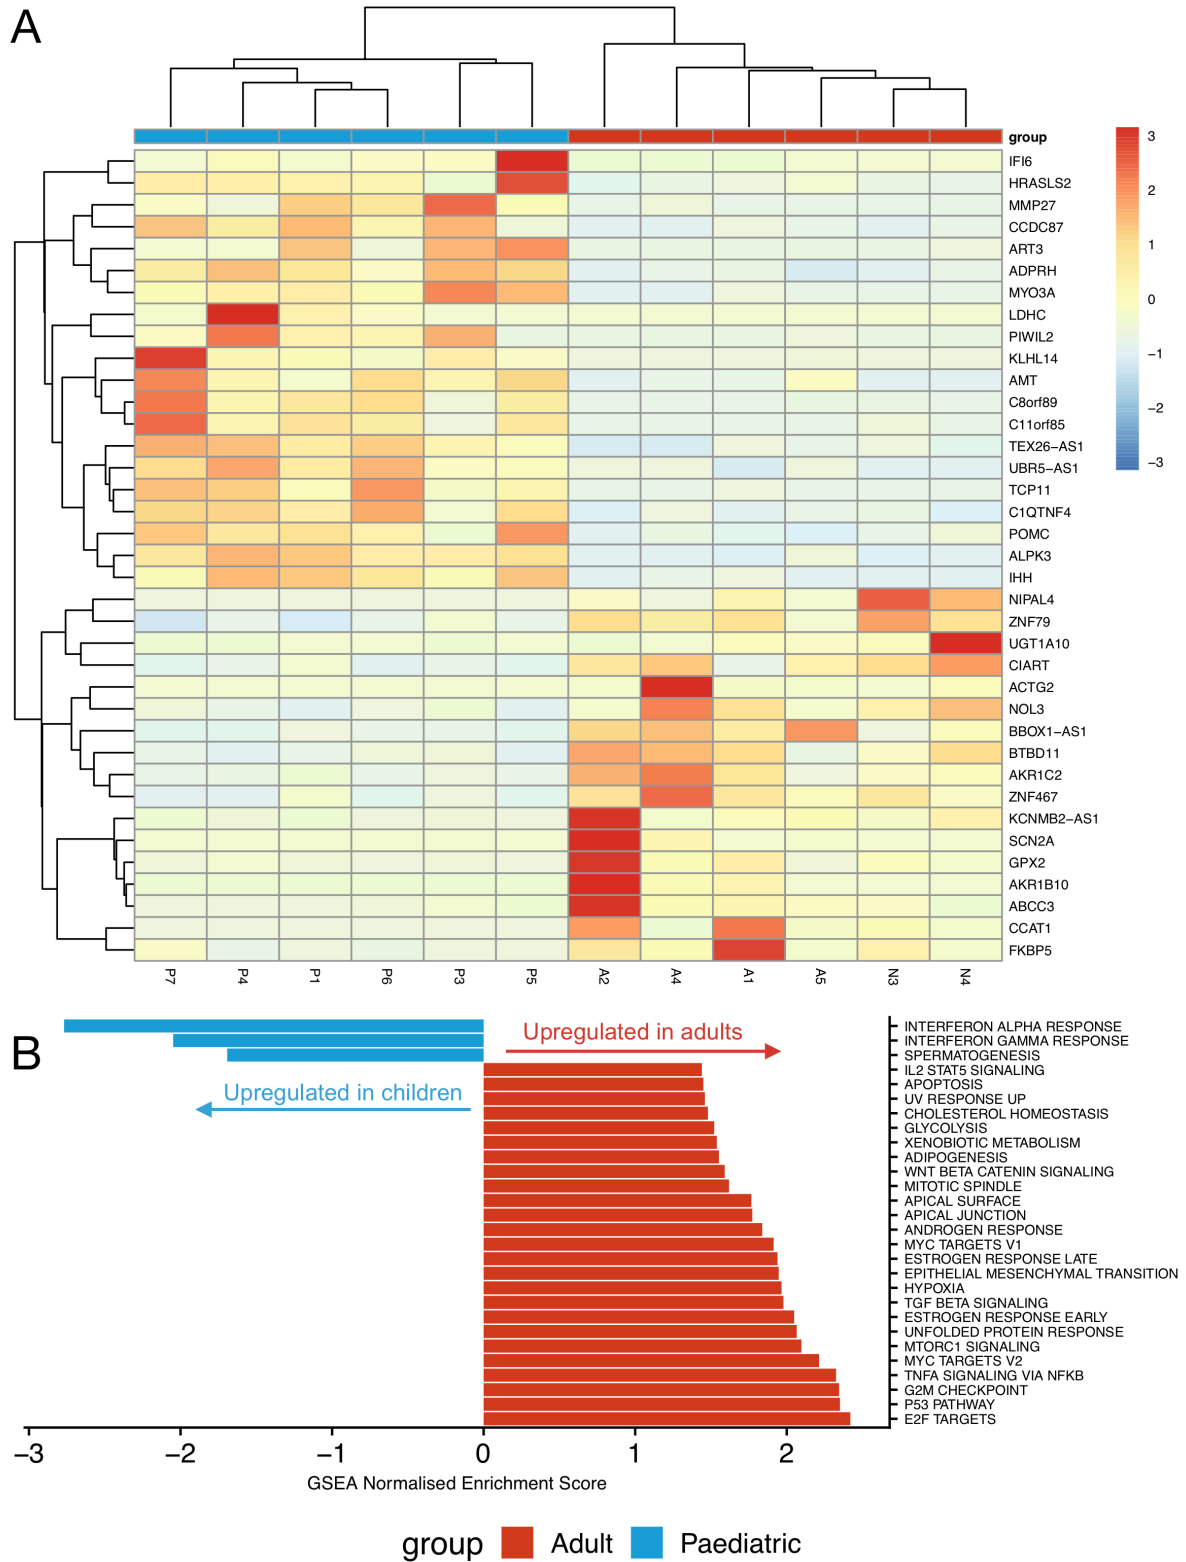 A
group
IFI6
HRASLS2
MMP27
CCDC87
ART3
ADPRH
MYO3A
LDHC
PIWIL2
KLHL14
AMT
C8orf89
C11orf85
TEX26−AS1
UBR5−AS1
TCP11
C1QTNF4
POMC
ALPK3
IHH
NIPAL4
ZNF79
UGT1A10
CIART
ACTG2
NOL3
BBOX1−AS1
BTBD11
AKR1C2
ZNF467
KCNMB2−AS1
SCN2A
GPX2
AKR1B10
ABCC3
CCAT1
FKBP5
3
2
1
0
−1
−2
−3
P7 P4 P1 P6 P3 P5 A2 A4 A1 A5 N3 N4
B
Upregulated in adults
Upregulated in children
INTERFERON ALPHA RESPONSE
INTERFERON GAMMA RESPONSE
SPERMATOGENESIS
IL2 STAT5 SIGNALING
APOPTOSIS
UV RESPONSE UP
CHOLESTEROL HOMEOSTASIS
GLYCOLYSIS
XENOBIOTIC METABOLISM
ADIPOGENESIS
WNT BETA CATENIN SIGNALING
MITOTIC SPINDLE
APICAL SURFACE
APICAL JUNCTION
ANDROGEN RESPONSE
MYC TARGETS V1
ESTROGEN RESPONSE LATE
EPITHELIAL MESENCHYMAL TRANSITION
HYPOXIA
TGF BETA SIGNALING
ESTROGEN RESPONSE EARLY
UNFOLDED PROTEIN RESPONSE
MTORC1 SIGNALING
MYC TARGETS V2
TNFA SIGNALING VIA NFKB
G2M CHECKPOINT
P53 PATHWAY
E2F TARGETS
−3 −2 −1 0 1 2
GSEA Normalised Enrichment Score
group Adult Paediatric